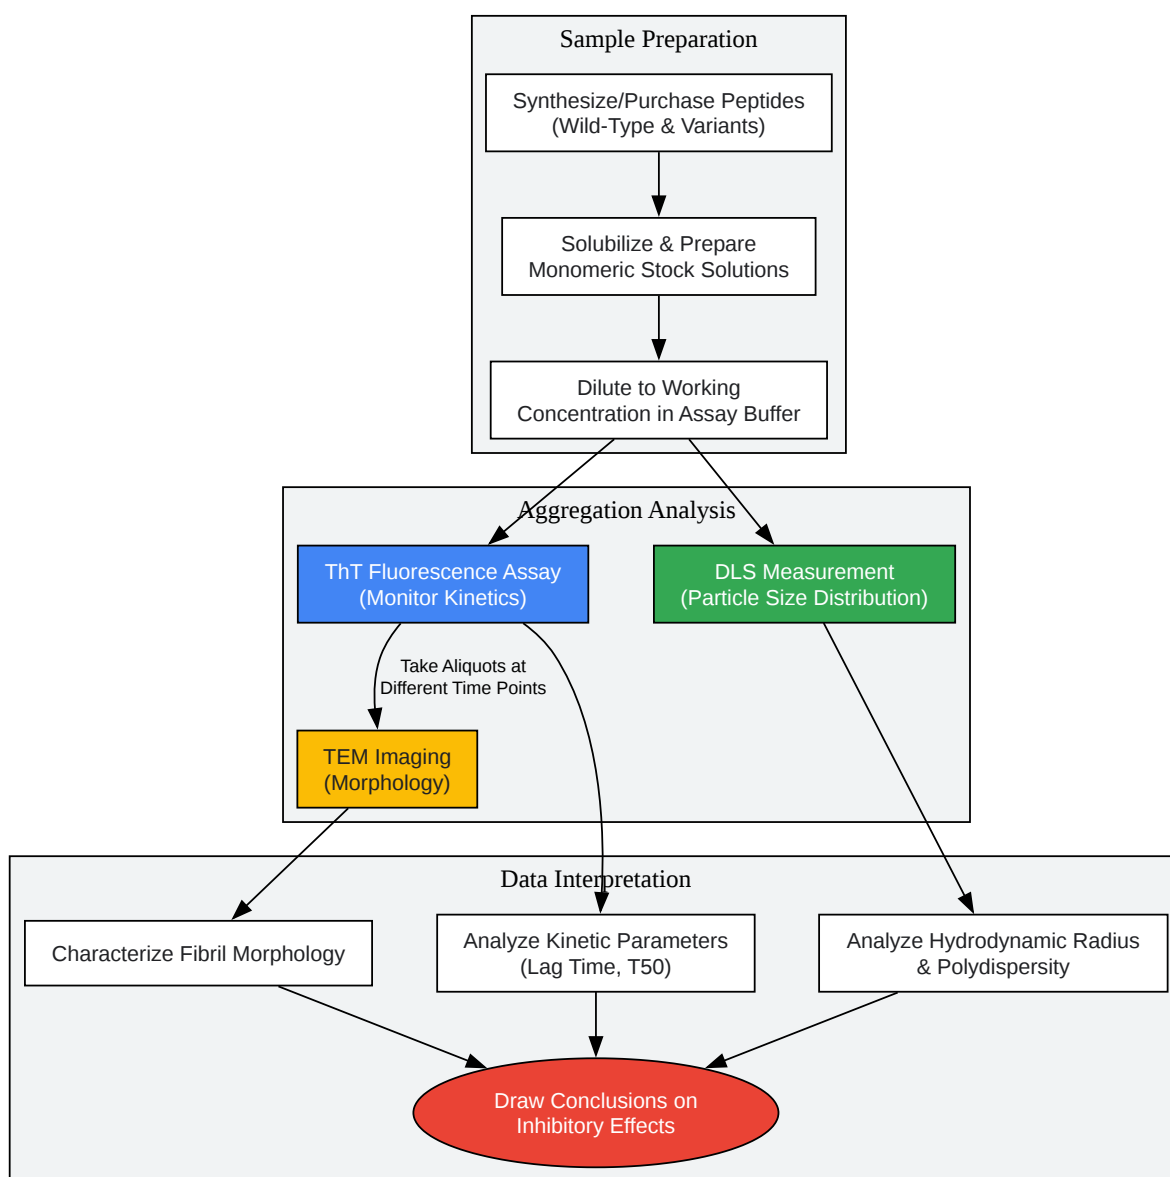 Sample Preparation
Synthesize/Purchase Peptides
(Wild-Type & Variants)
Solubilize & Prepare
Monomeric Stock Solutions
Dilute to Working
Concentration in Assay Buffer
Aggregation Analysis
ThT Fluorescence Assay
(Monitor Kinetics)
DLS Measurement
(Particle Size Distribution)
Take Aliquots at
Different Time Points
TEM Imaging
(Morphology)
Data Interpretation
Characterize Fibril Morphology
Analyze Kinetic Parameters
(Lag Time, T50)
Analyze Hydrodynamic Radius
& Polydispersity
Draw Conclusions on
Inhibitory Effects